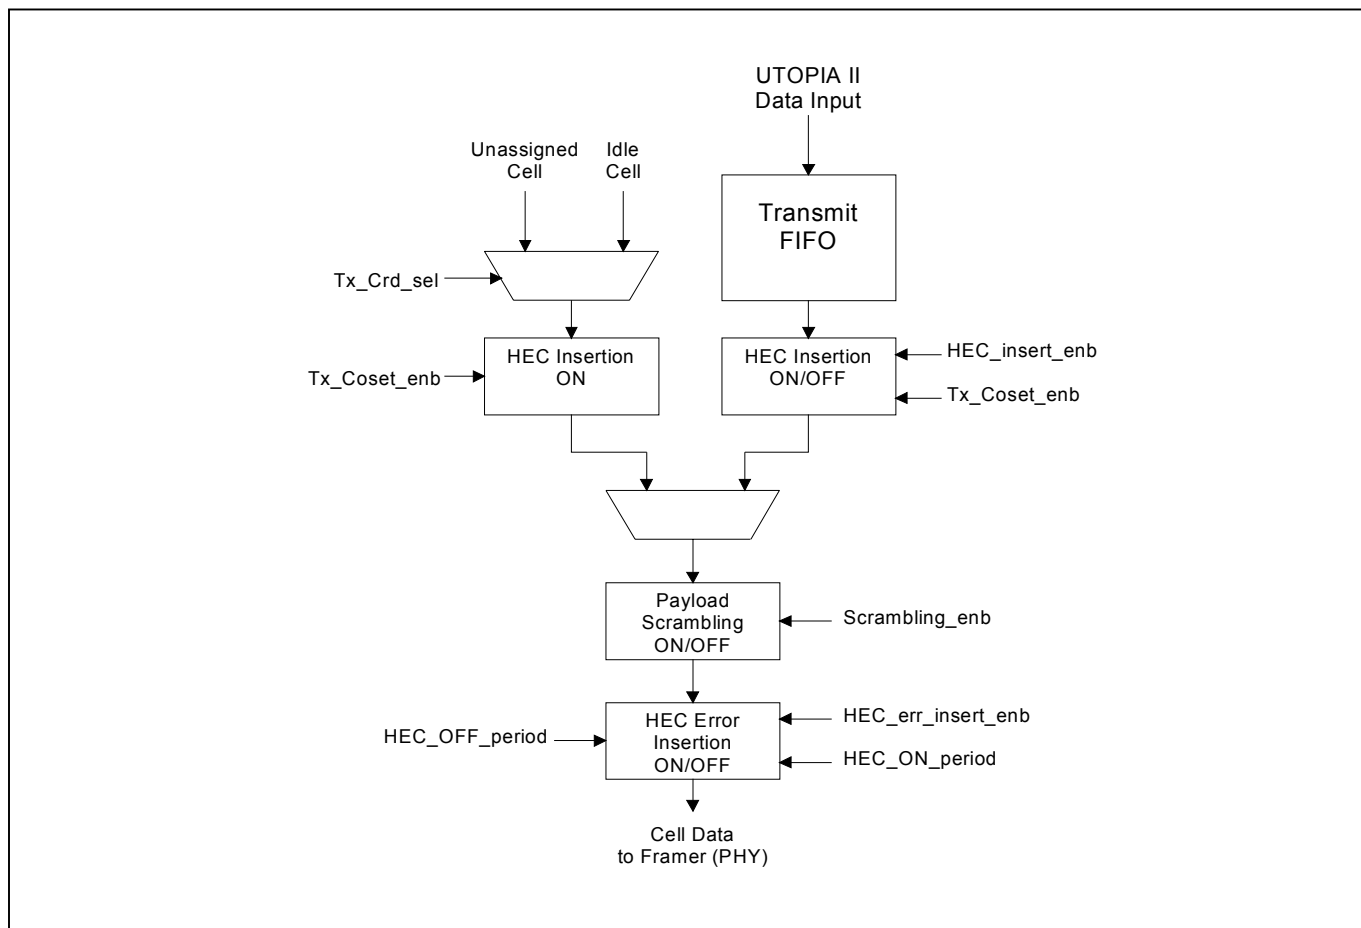 UTOPIA II
Data Input
Unassigned
Cell
Idle
Cell
Transmit
FIFO
Tx_Crd_sel
HEC Insertion
ON
Tx_Coset_enb
HEC Insertion
ON/OFF
HEC_insert_enb
Tx_Coset_enb
Payload
Scrambling
ON/OFF
Scrambling_enb
HEC_OFF_period
HEC Error
Insertion
ON/OFF
HEC_err_insert_enb
HEC_ON_period
Cell Data
to Framer (PHY)